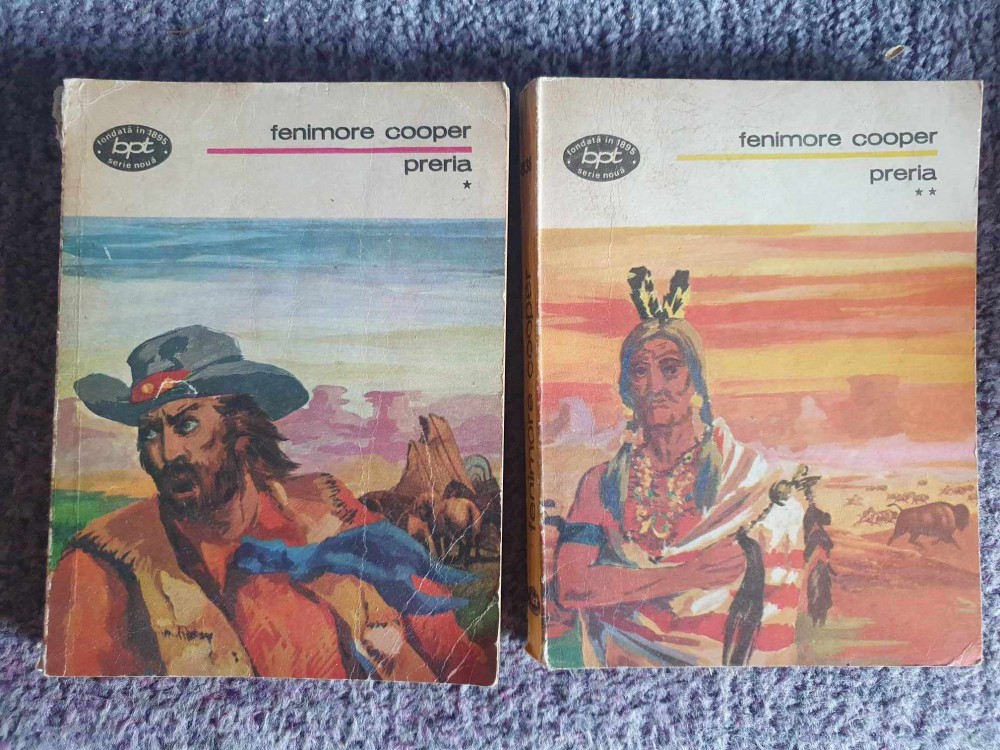 fondată în 1895
bpt
serie nouă
fenimore cooper
preria
*
fondată în 1895
bpt
serie nouă
fenimore cooper
preria
**
fenimore cooper